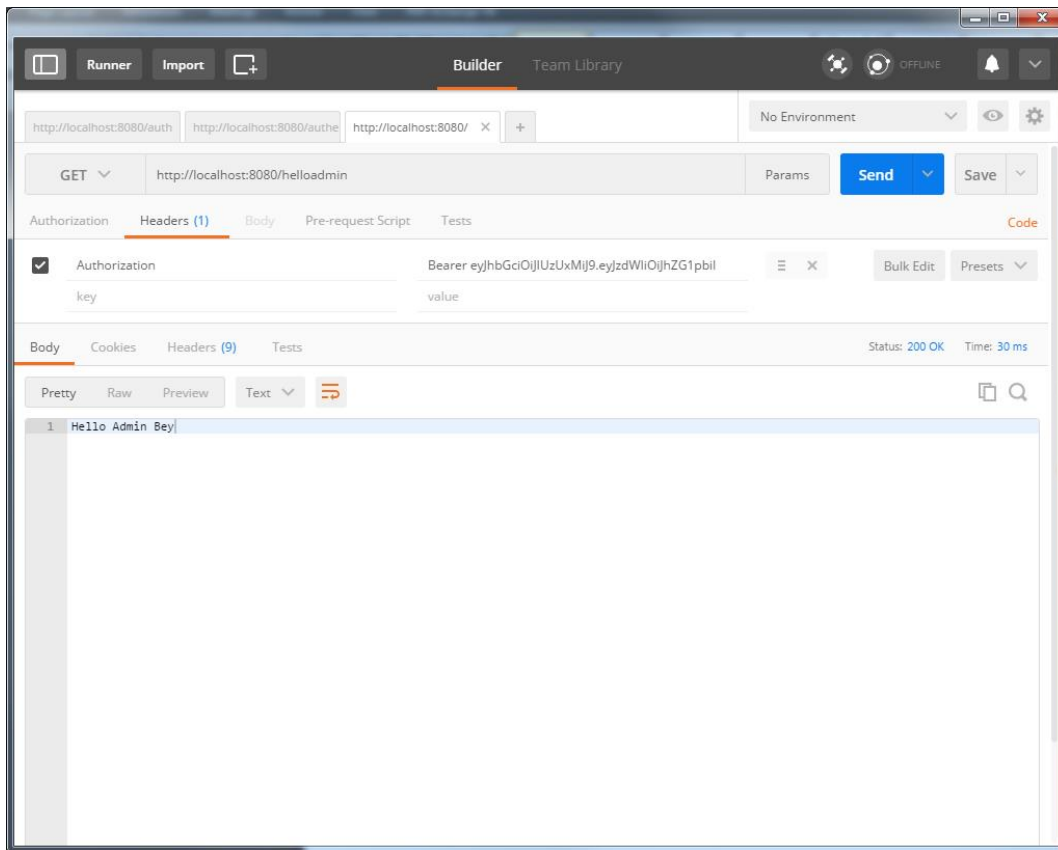 Runner Import Builder Team Library OFFLINE
http://localhost:8080/auth http://localhost:8080/authe http://localhost:8080/ No Environment
GET http://localhost:8080/helloadmin Params Send Save
Authorization Headers (1) Body Pre-request Script Tests Code
Authorization Bearer eyJhbGciOiJIUzUxMiJ9.eyJzdWIiOiJhZG1pbiI Bulk Edit Presets
key value
Body Cookies Headers (9) Tests Status: 200 OK Time: 30 ms
Pretty Raw Preview Text
1 Hello Admin Bey